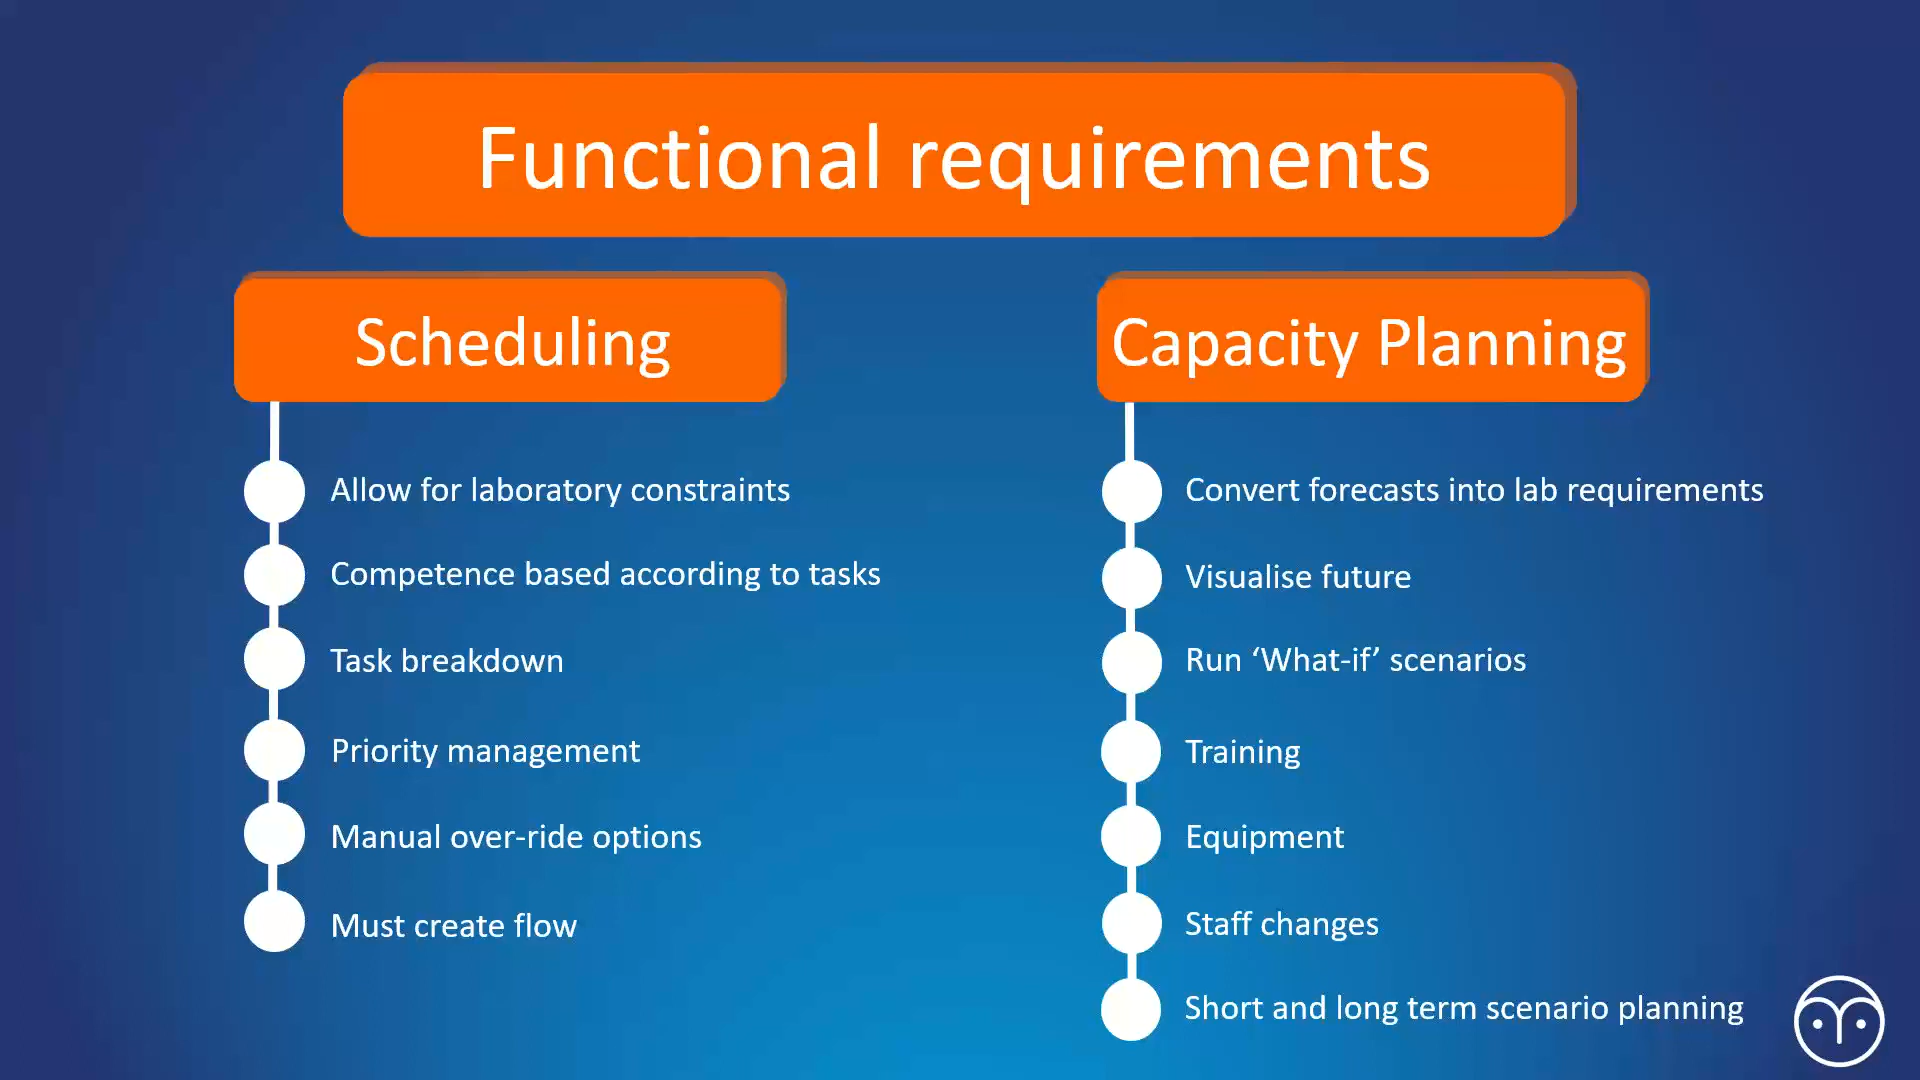 Functional requirements
Scheduling
Allow for laboratory constraints
Competence based according to tasks
Task breakdown
Priority management
Manual over-ride options
Must create flow
Capacity Planning
Convert forecasts into lab requirements
Visualise future
Run ‘What-if’ scenarios
Training
Equipment
Staff changes
Short and long term scenario planning